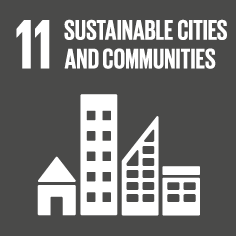 11 SUSTAINABLE CITIES
AND COMMUNITIES